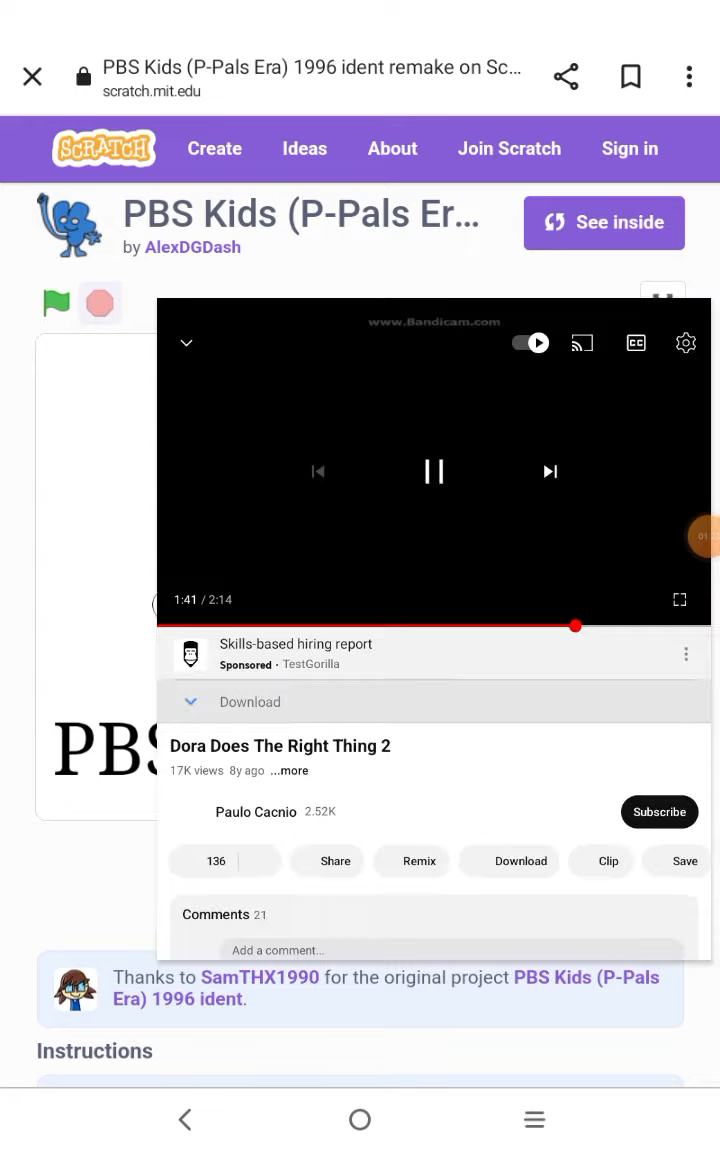 PBS Kids (P-Pals Era) 1996 ident remake on Sc...
scratch.mit.edu
SCRATCH
Create Ideas About Join Scratch Sign in
PBS Kids (P-Pals Er...
by AlexDGDash
See inside
www.Bandicam.com
CC
1:41 / 2:14
Skills-based hiring report
Sponsored · TestGorilla
Download
PBS
Dora Does The Right Thing 2
17K views 8y ago ...more
Paulo Cacnio 2.52K
Subscribe
136 Share Remix Download Clip Save
Comments 21
Add a comment...
Thanks to SamTHX1990 for the original project PBS Kids (P-Pals
Era) 1996 ident.
Instructions